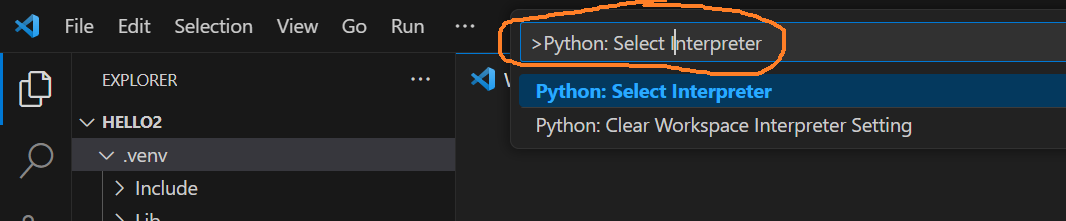 File Edit Selection View Go Run ...
>Python: Select Interpreter
EXPLORER ...
Python: Select Interpreter
HELLO2
Python: Clear Workspace Interpreter Setting
.venv
Include
Lib